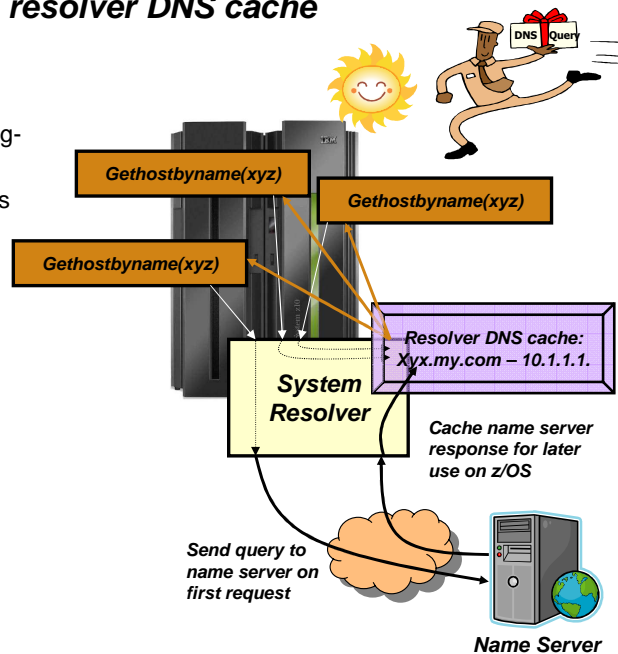 resolver DNS cache
DNS Query
g-
s
IBM
Gethostbyname(xyz)
Gethostbyname(xyz)
Gethostbyname(xyz)
Resolver DNS cache:
Xyx.my.com – 10.1.1.1.
System
Resolver
Cache name server
response for later
use on z/OS
Send query to
name server on
first request
Name Server